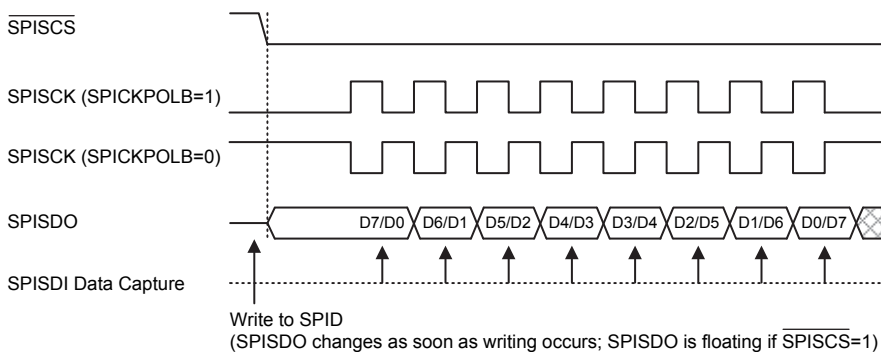 SPISCS
SPISCK (SPICKPOLB=1)
SPISCK (SPICKPOLB=0)
SPISDO
D7/D0 D6/D1 D5/D2 D4/D3 D3/D4 D2/D5 D1/D6 D0/D7
SPISDI Data Capture
Write to SPID
(SPISDO changes as soon as writing occurs; SPISDO is floating if SPISCS=1)